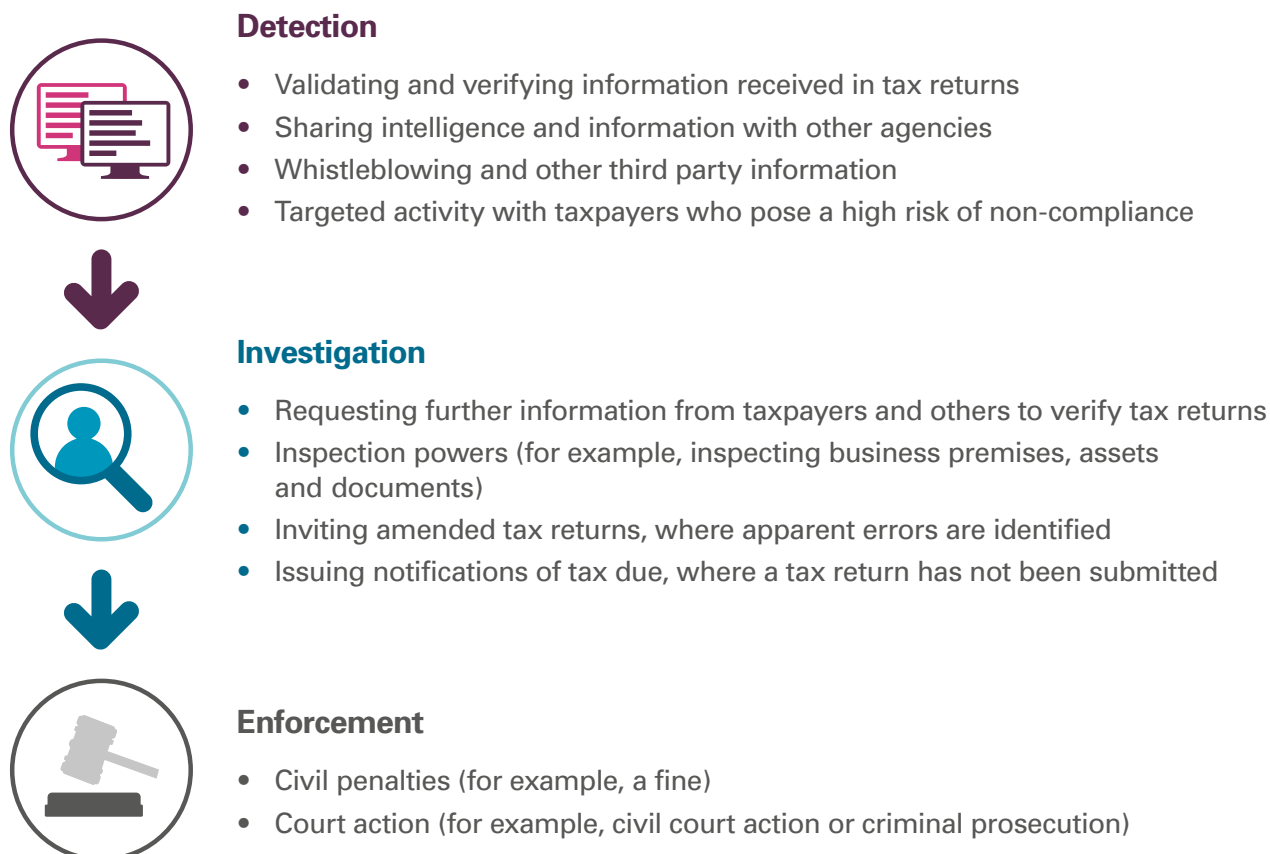 Detection
• Validating and verifying information received in tax returns
• Sharing intelligence and information with other agencies
• Whistleblowing and other third party information
• Targeted activity with taxpayers who pose a high risk of non-compliance
Investigation
• Requesting further information from taxpayers and others to verify tax returns
• Inspection powers (for example, inspecting business premises, assets
and documents)
• Inviting amended tax returns, where apparent errors are identified
• Issuing notifications of tax due, where a tax return has not been submitted
Enforcement
• Civil penalties (for example, a fine)
• Court action (for example, civil court action or criminal prosecution)